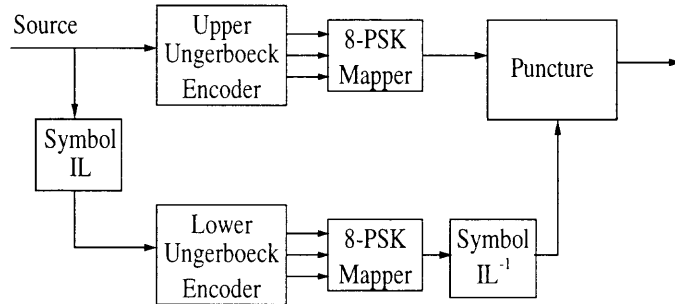 Source
Upper
Ungerboeck
Encoder
8-PSK
Mapper
Puncture
Symbol
IL
Lower
Ungerboeck
Encoder
8-PSK
Mapper
Symbol
IL⁻¹